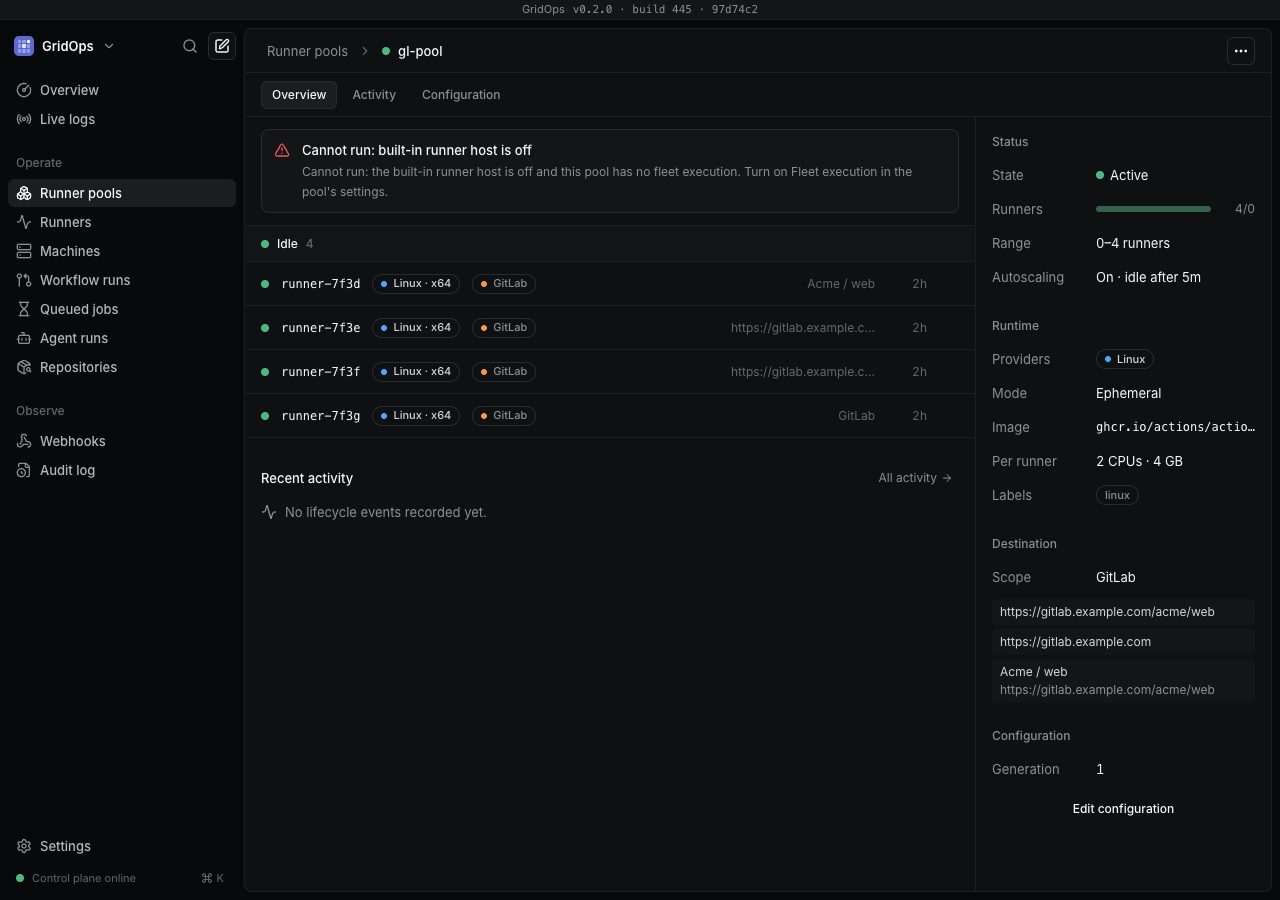 GridOps v0.2.0 · build 445 · 97d74c2
GridOps
Overview
Live logs
Operate
Runner pools
Runners
Machines
Workflow runs
Queued jobs
Agent runs
Repositories
Observe
Webhooks
Audit log
Settings
Control plane online ⌘ K
Runner pools > gl-pool
Overview Activity Configuration
Cannot run: built-in runner host is off
Cannot run: the built-in runner host is off and this pool has no fleet execution. Turn on Fleet execution in the
pool's settings.
Idle 4
runner-7f3d Linux · x64 GitLab Acme / web 2h
runner-7f3e Linux · x64 GitLab https://gitlab.example.c… 2h
runner-7f3f Linux · x64 GitLab https://gitlab.example.c… 2h
runner-7f3g Linux · x64 GitLab GitLab 2h
Recent activity All activity →
No lifecycle events recorded yet.
Status
State Active
Runners 4/0
Range 0–4 runners
Autoscaling On · idle after 5m
Runtime
Providers Linux
Mode Ephemeral
Image ghcr.io/actions/actio…
Per runner 2 CPUs · 4 GB
Labels linux
Destination
Scope GitLab
https://gitlab.example.com/acme/web
https://gitlab.example.com
Acme / web
https://gitlab.example.com/acme/web
Configuration
Generation 1
Edit configuration